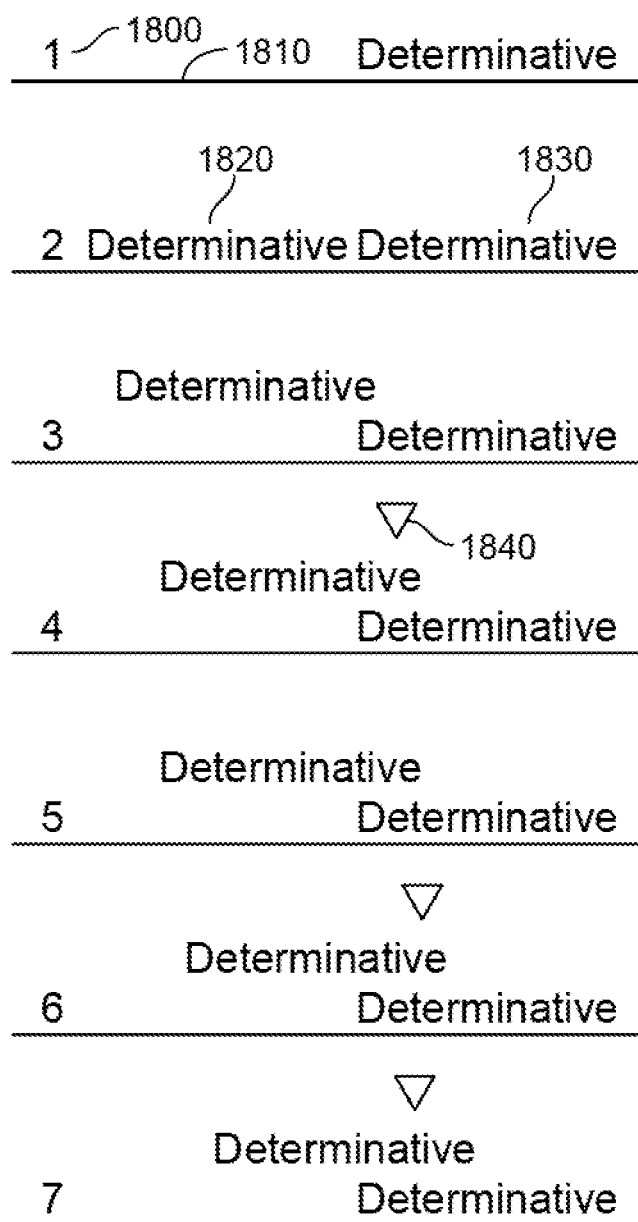 1 1800 1810 Determinative
1820 1830
2 Determinative Determinative
Determinative
3 Determinative
1840
Determinative
4 Determinative
Determinative
5 Determinative
Determinative
6 Determinative
Determinative
7 Determinative